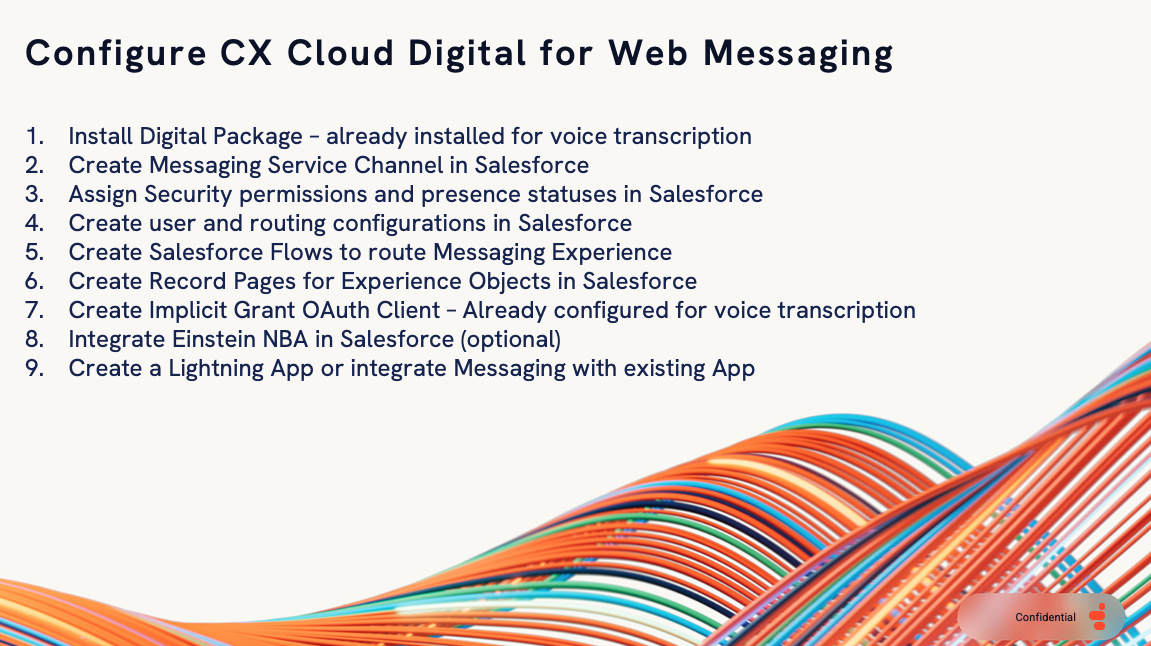 Configure CX Cloud Digital for Web Messaging
1. Install Digital Package – already installed for voice transcription
2. Create Messaging Service Channel in Salesforce
3. Assign Security permissions and presence statuses in Salesforce
4. Create user and routing configurations in Salesforce
5. Create Salesforce Flows to route Messaging Experience
6. Create Record Pages for Experience Objects in Salesforce
7. Create Implicit Grant OAuth Client – Already configured for voice transcription
8. Integrate Einstein NBA in Salesforce (optional)
9. Create a Lightning App or integrate Messaging with existing App
Confidential